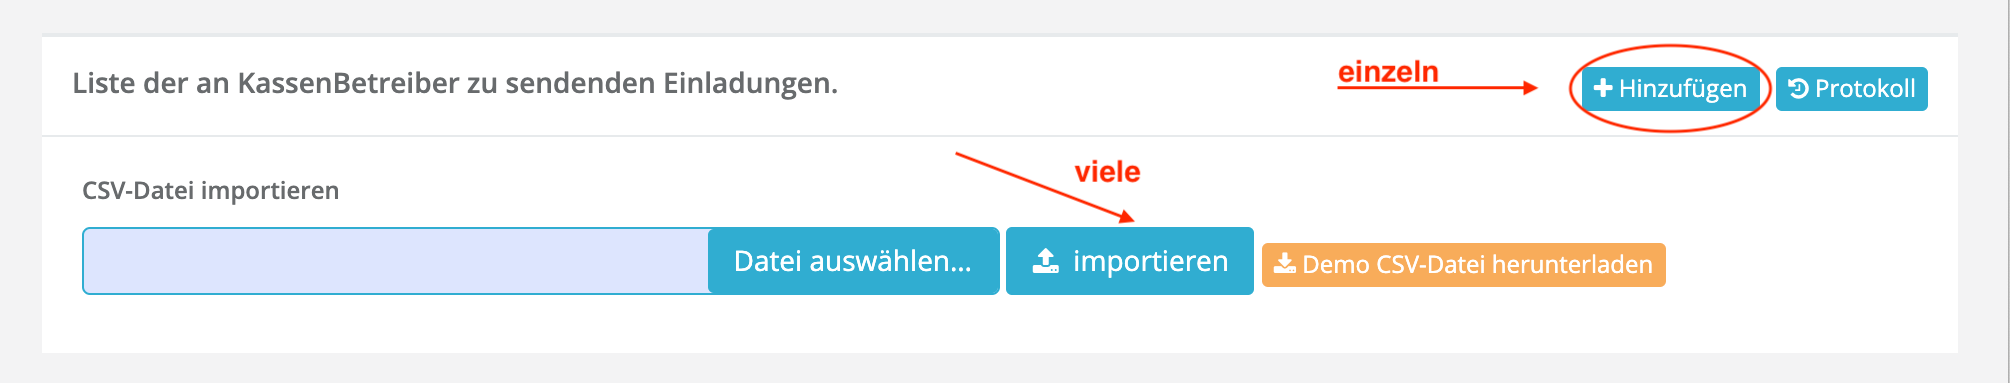 Liste der an KassenBetreiber zu sendenden Einladungen.
einzeln
Hinzufügen
Protokoll
viele
CSV-Datei importieren
Datei auswählen...
importieren
Demo CSV-Datei herunterladen